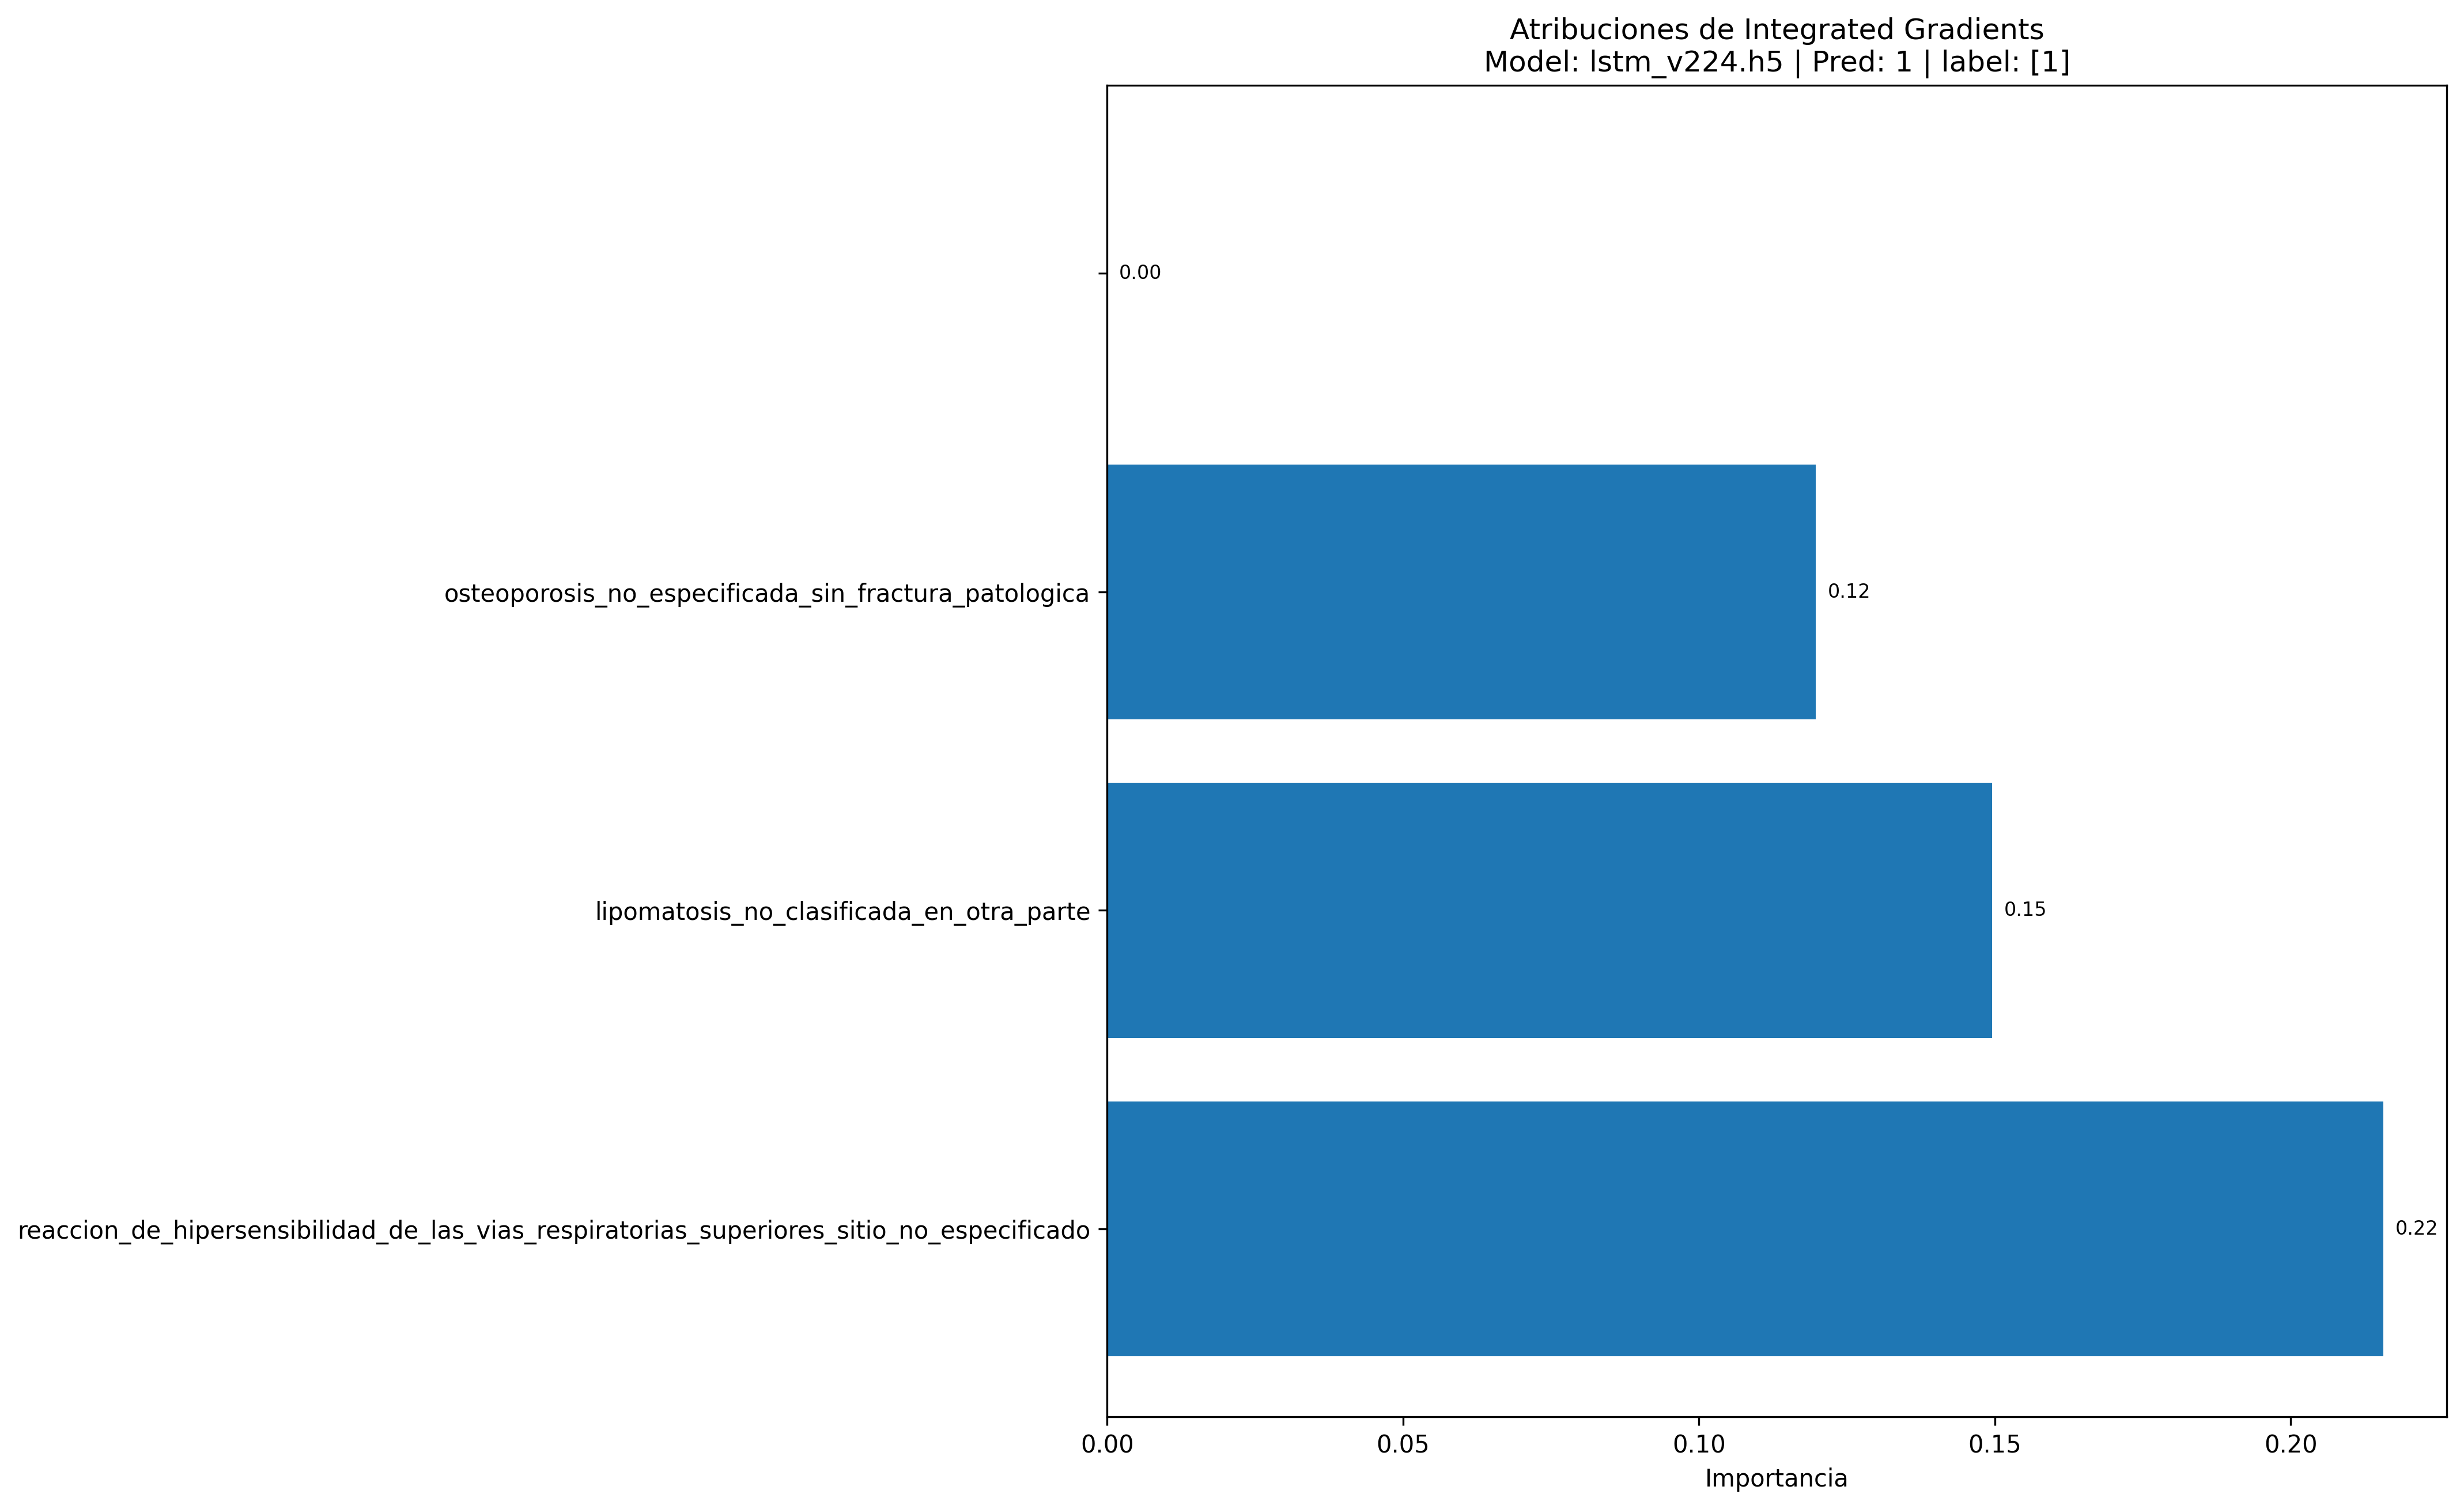 Atribuciones de Integrated Gradients
Model: lstm_v224.h5 | Pred: 1 | label: [1]
0.00
osteoporosis_no_especificada_sin_fractura_patologica
0.12
lipomatosis_no_clasificada_en_otra_parte
0.15
reaccion_de_hipersensibilidad_de_las_vias_respiratorias_superiores_sitio_no_especificado
0.22
0.00 0.05 0.10 0.15 0.20
Importancia